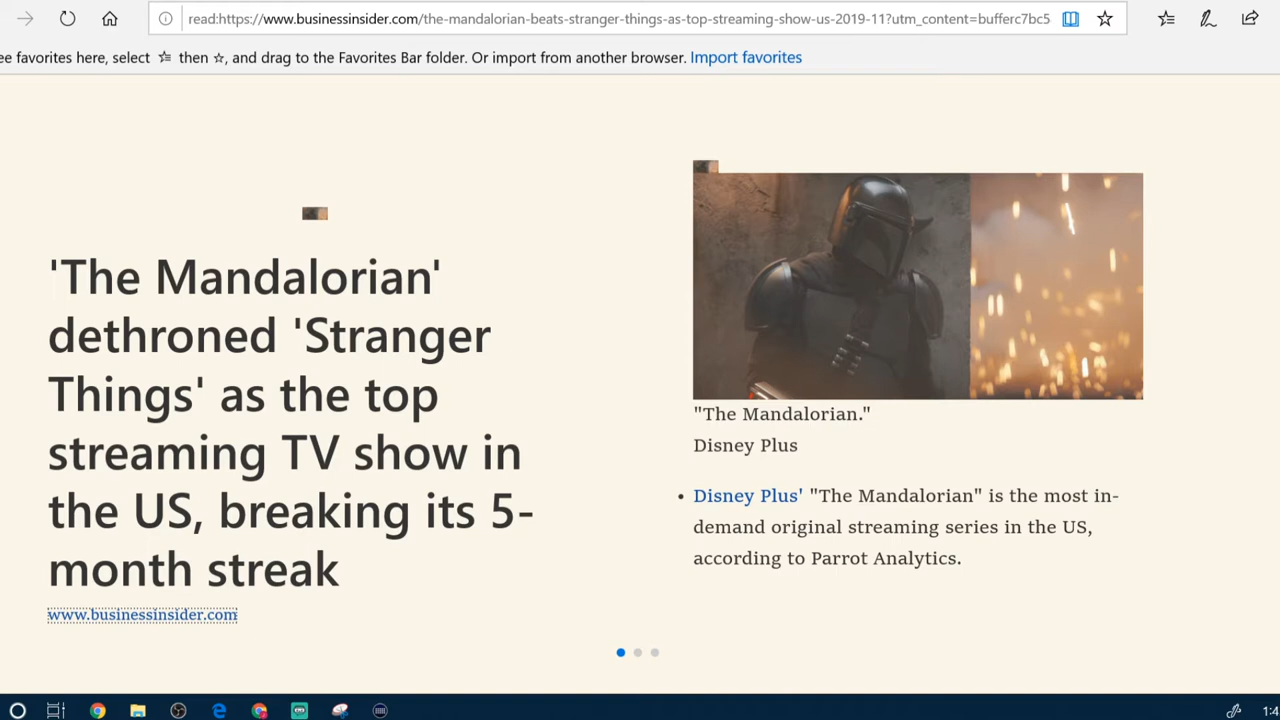 read:https://www.businessinsider.com/the-mandalorian-beats-stranger-things-as-top-streaming-show-us-2019-11?utm_content=bufferc7bc5
ee favorites here, select then , and drag to the Favorites Bar folder. Or import from another browser. Import favorites
'The Mandalorian'
dethroned 'Stranger
Things' as the top
streaming TV show in
the US, breaking its 5-
month streak
www.businessinsider.com
"The Mandalorian."
Disney Plus
• Disney Plus' "The Mandalorian" is the most in-
demand original streaming series in the US,
according to Parrot Analytics.
1:4